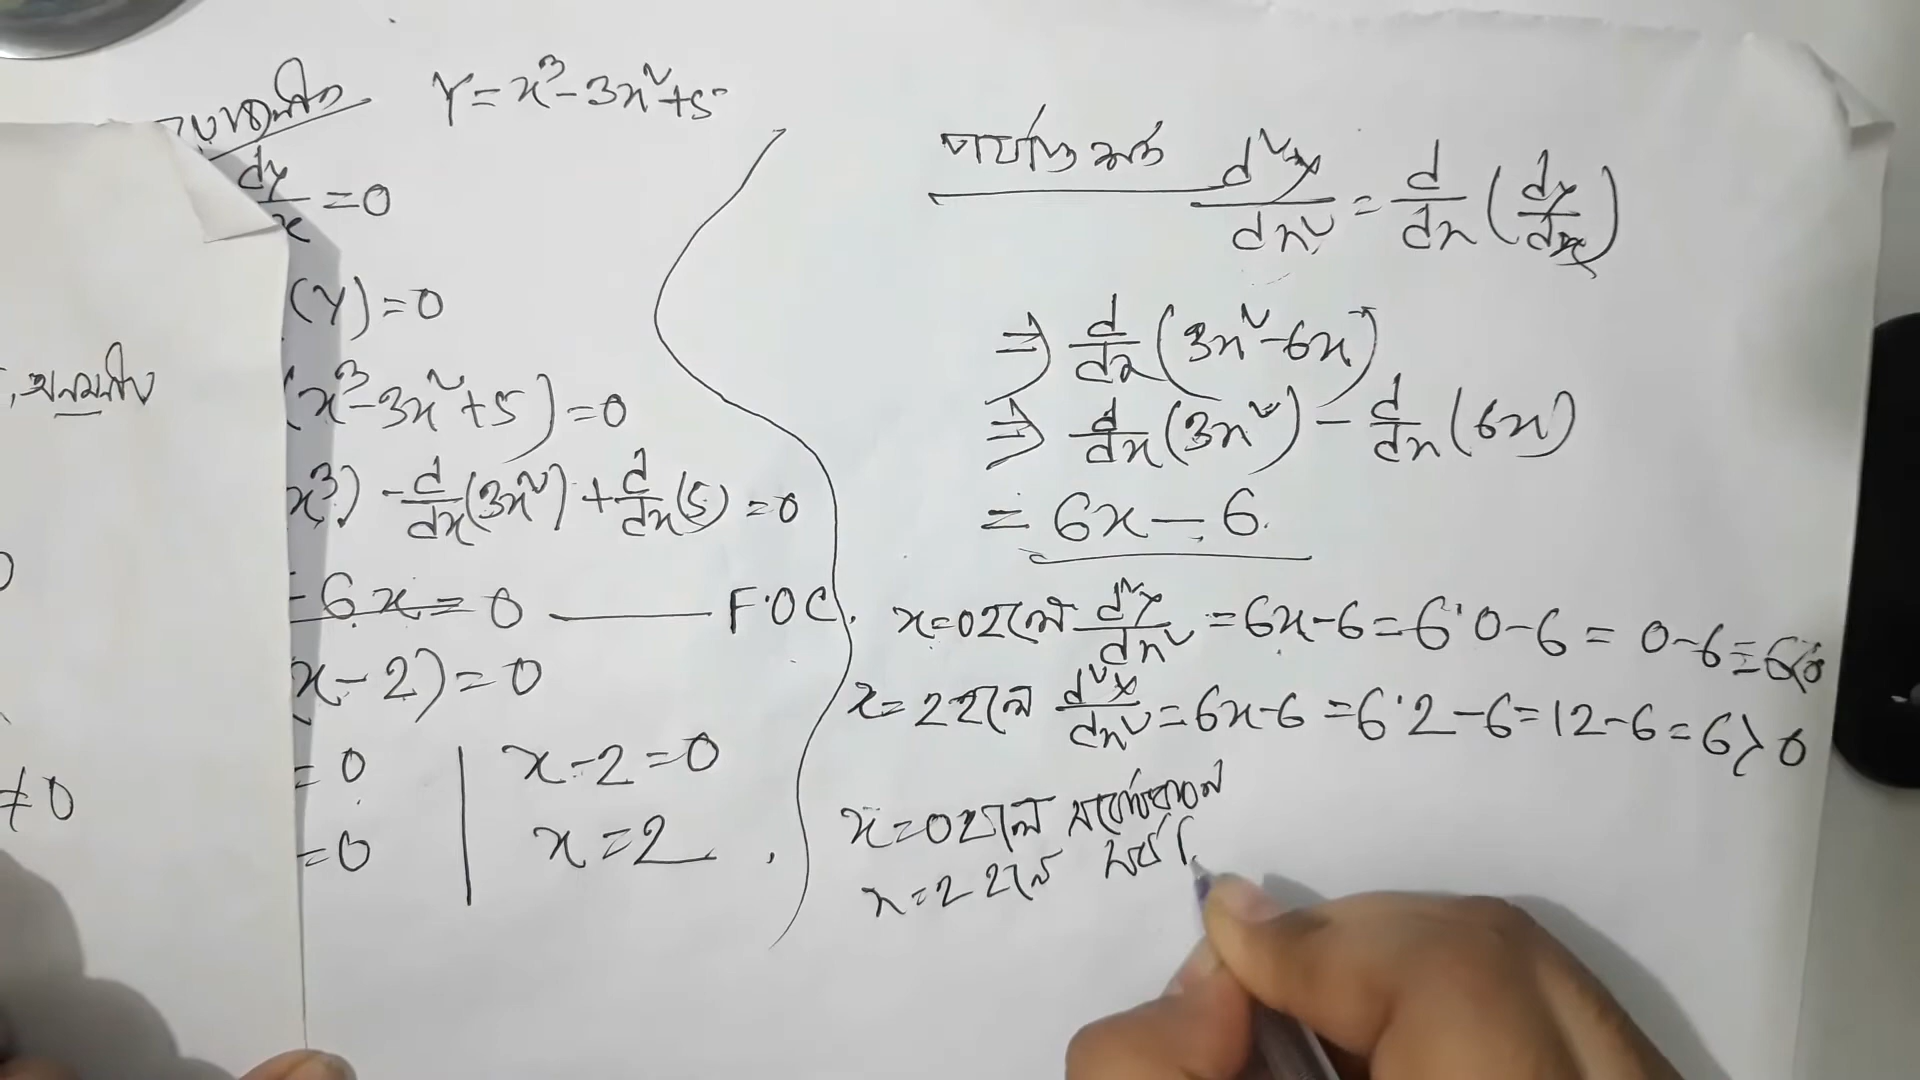 Y=x³-3x²+5
dy/x =0
(Y)=0
(x³-3x²+5)=0
x³) -d/dx(3x²)+d/dx(5)=0
-6x=0 —— F.O.C.
x-2)=0
=0 | x-2=0
=0 | x=2
≠0
পর্যাপ্ত শর্ত d²y/dx² = d/dx (dy/dx)
⇒ d/dx (3x²-6x)
⇒ d/dx (3x²) - d/dx (6x)
= 6x-6
x=0 হলে d²y/dx² =6x-6=6·0-6= 0-6=6<0
x=2 হলে d²y/dx² =6x-6=6·2-6=12-6=6>0
x=0 হলে
x=2 হলে